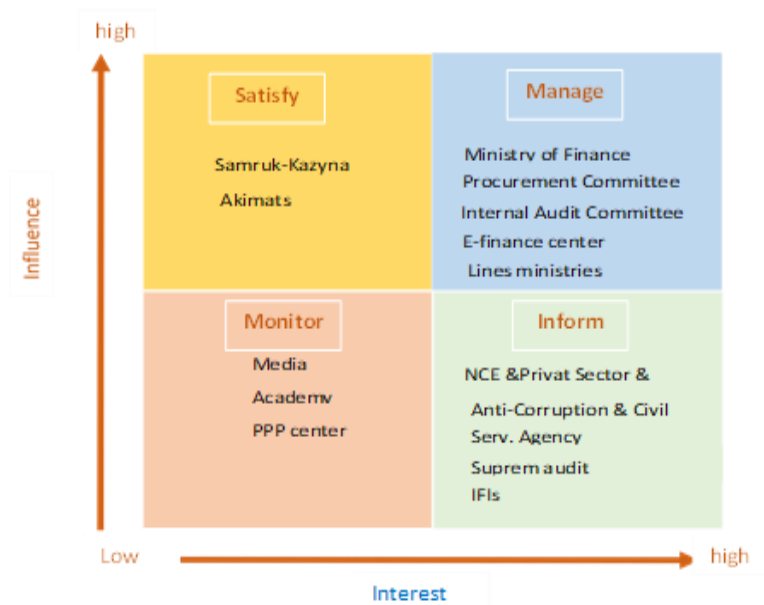 high
Satisfy
Manage
Samruk-Kazyna
Akimats
Ministry of Finance
Procurement Committee
Internal Audit Committee
E-finance center
Lines ministries
Influence
Monitor
Inform
Media
Academy
PPP center
NCE &Privat Sector &
Anti-Corruption & Civil
Serv. Agency
Suprem audit
IFIs
Low
high
Interest